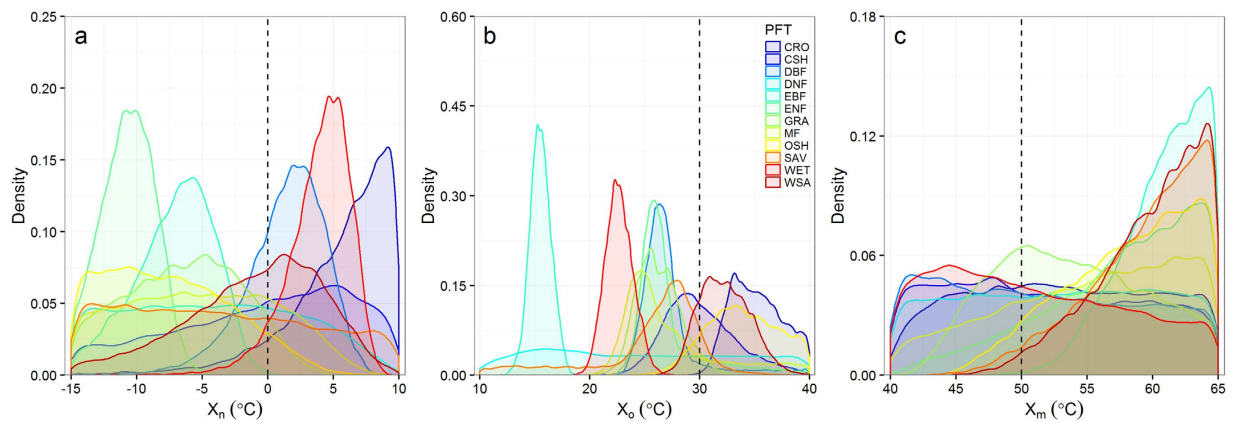 a
0.25
0.20
0.15
0.10
0.05
0.00
Density
-15
-10
-5
0
5
10
Xn (°C)
b
0.60
0.45
0.30
0.15
0.00
Density
10
20
30
40
Xo (°C)
PFT
CRO
CSH
DBF
DNF
EBF
ENF
GRA
MF
OSH
SAV
WET
WSA
c
0.18
0.12
0.06
0.00
Density
40
45
50
55
60
65
Xm (°C)